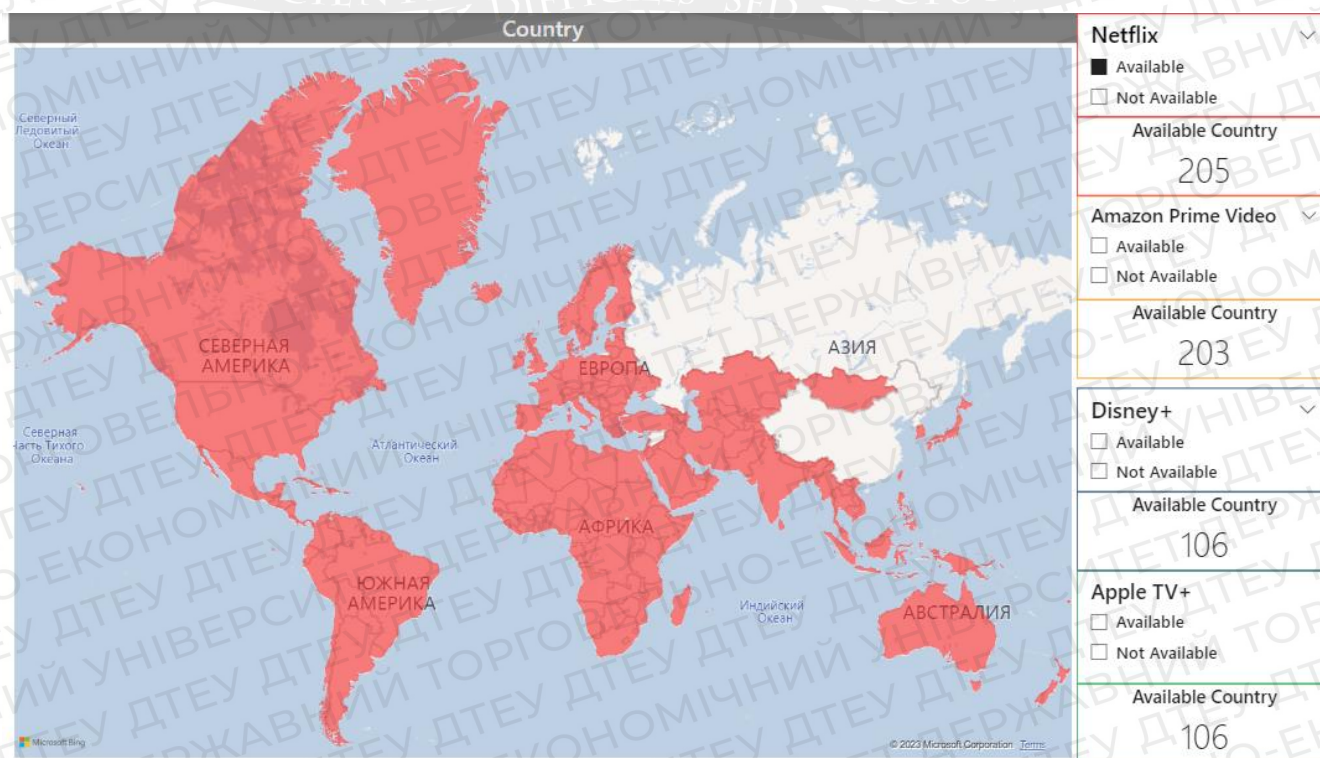 Country
Северный
Ледовитый
Океан
СЕВЕРНАЯ
АМЕРИКА
ЕВРОПА
АЗИЯ
Северная
Часть Тихого
Океана
Атлантический
Океан
АФРИКА
ЮЖНАЯ
АМЕРИКА
Индийский
Океан
АВСТРАЛИЯ
Microsoft Bing
© 2023 Microsoft Corporation Terms
Netflix
Available
Not Available
Available Country
205
Amazon Prime Video
Available
Not Available
Available Country
203
Disney+
Available
Not Available
Available Country
106
Apple TV+
Available
Not Available
Available Country
106